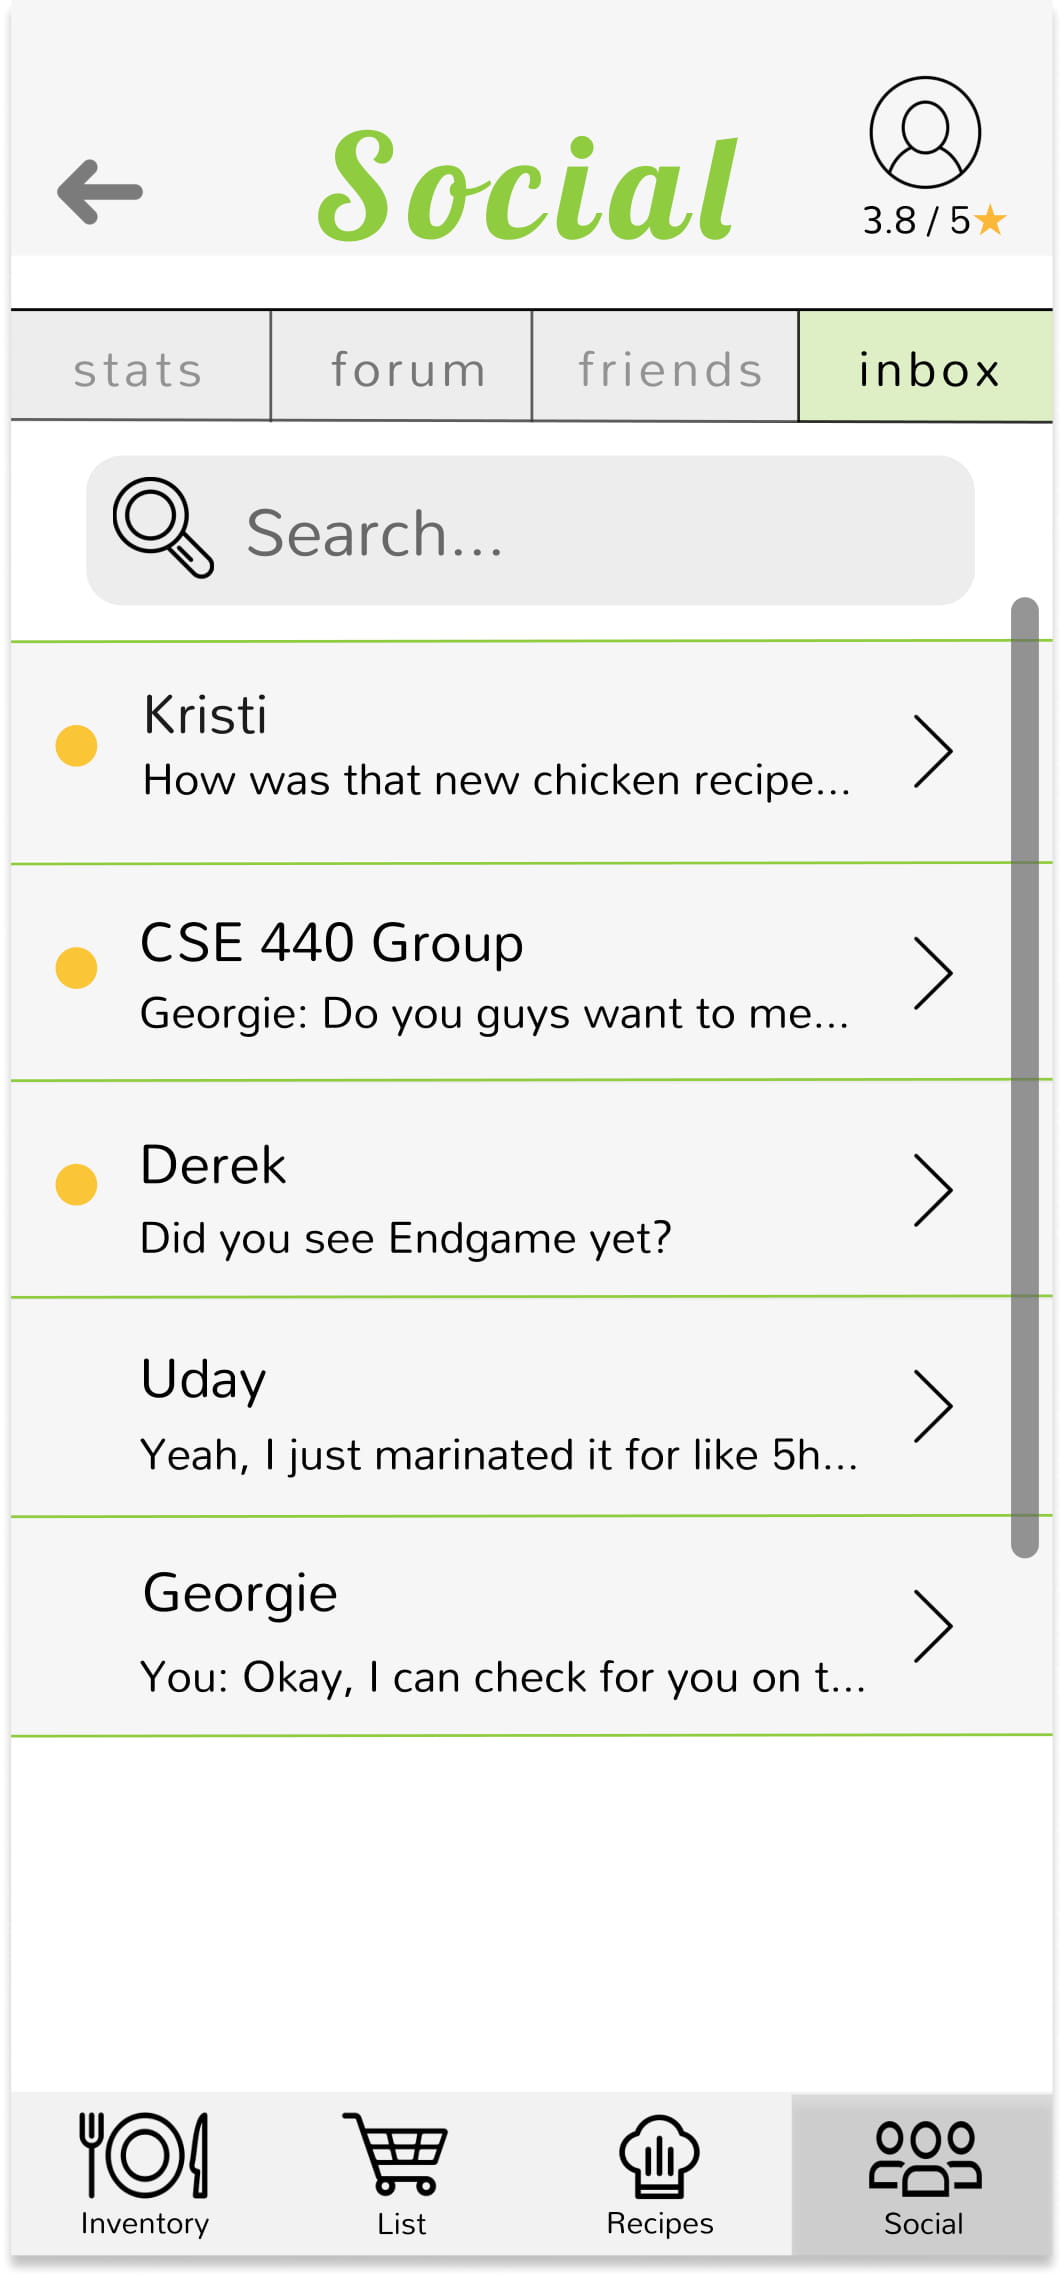 Social
3.8 / 5★
stats forum friends inbox
Search...
Kristi
How was that new chicken recipe...
CSE 440 Group
Georgie: Do you guys want to me...
Derek
Did you see Endgame yet?
Uday
Yeah, I just marinated it for like 5h...
Georgie
You: Okay, I can check for you on t...
Inventory List Recipes Social